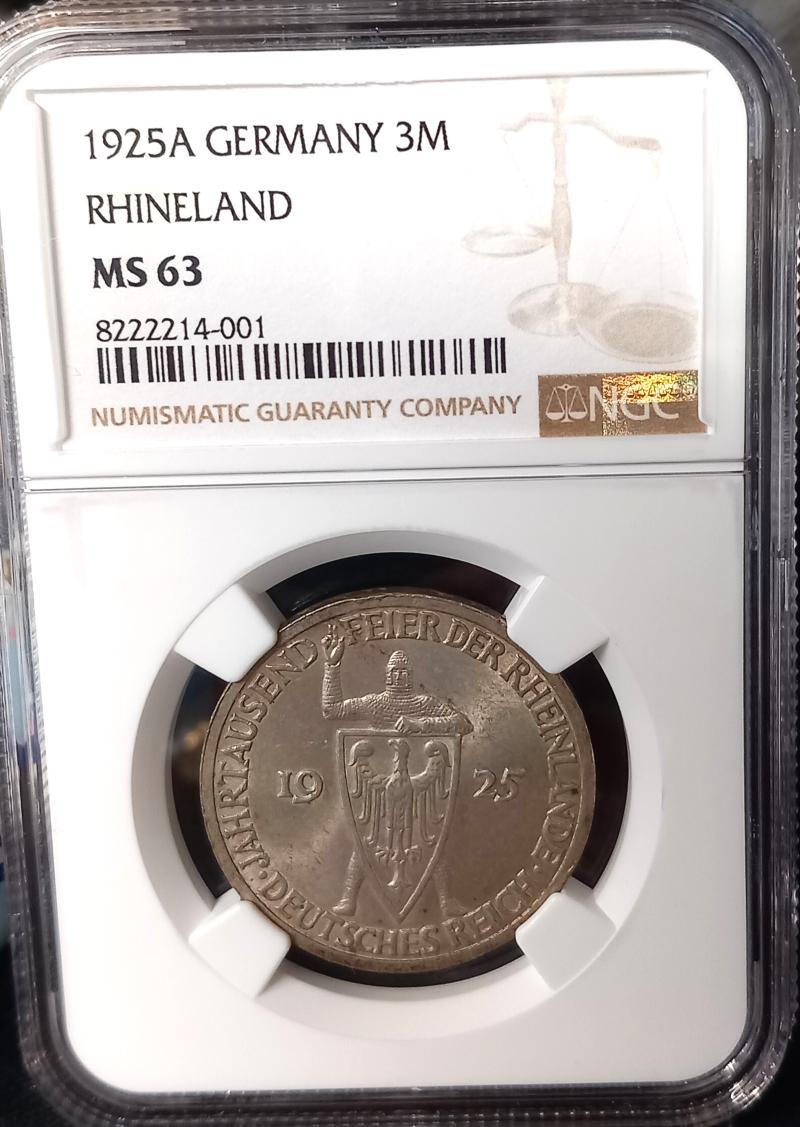 1925A GERMANY 3M
RHINELAND
MS 63
8222214-001
NUMISMATIC GUARANTY COMPANY
NGC
JAHRTAUSEND FEIER DER RHEINLANDE
19 25
·DEUTSCHES REICH·